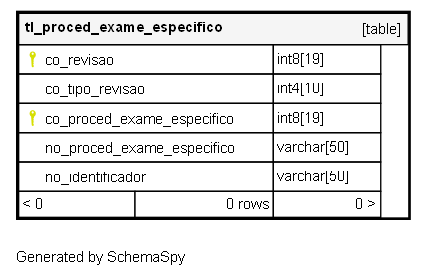 tl_proced_exame_especifico [table]
co_revisao int8[19]
co_tipo_revisao int4[10]
co_proced_exame_especifico int8[19]
no_proced_exame_especifico varchar[50]
no_identificador varchar[50]
< 0 0 rows 0 >
Generated by SchemaSpy